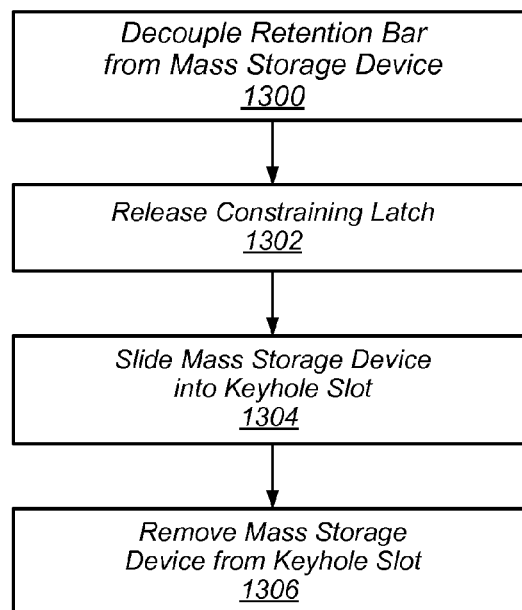 Decouple Retention Bar
from Mass Storage Device
1300
Release Constraining Latch
1302
Slide Mass Storage Device
into Keyhole Slot
1304
Remove Mass Storage
Device from Keyhole Slot
1306